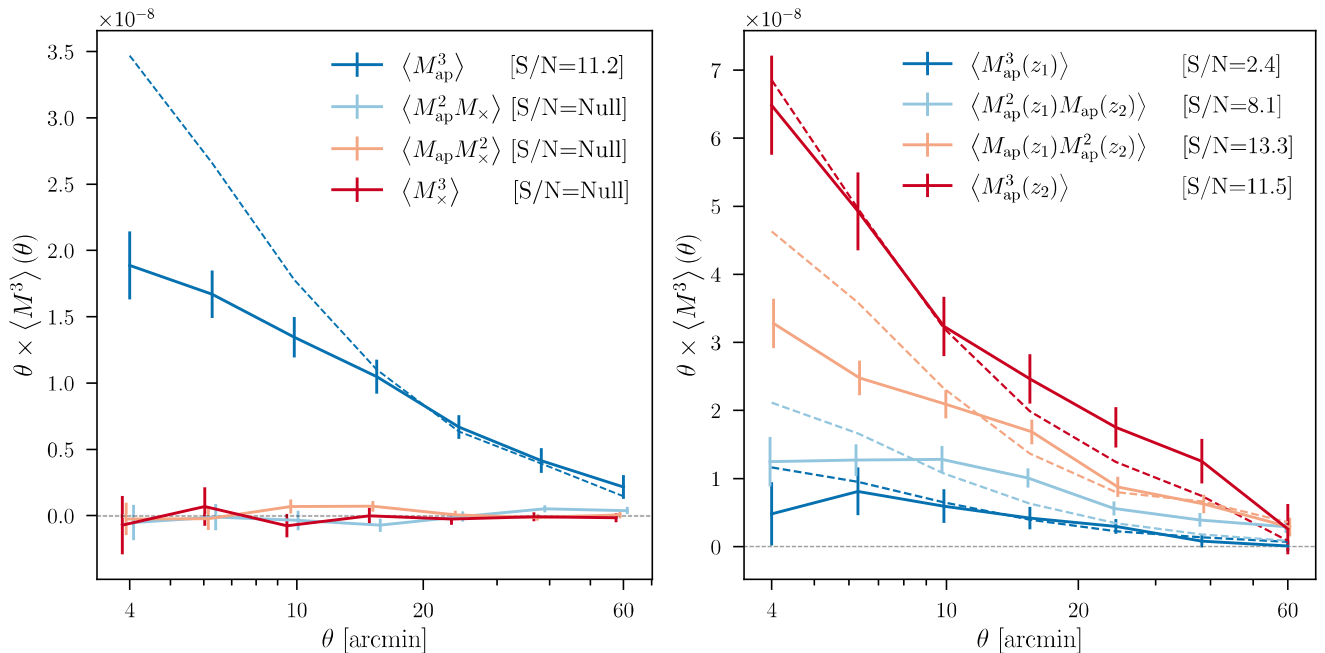 ×10⁻⁸
3.5
3.0
2.5
2.0
1.5
1.0
0.5
0.0
θ × ⟨M³⟩ (θ)
4 10 20 60
θ [arcmin]
⟨M³ₐₚ⟩ [S/N=11.2]
⟨M²ₐₚM×⟩ [S/N=Null]
⟨MₐₚM²×⟩ [S/N=Null]
⟨M³×⟩ [S/N=Null]
×10⁻⁸
7
6
5
4
3
2
1
0
θ × ⟨M³⟩ (θ)
4 10 20 60
θ [arcmin]
⟨M³ₐₚ(z₁)⟩ [S/N=2.4]
⟨M²ₐₚ(z₁)Mₐₚ(z₂)⟩ [S/N=8.1]
⟨Mₐₚ(z₁)M²ₐₚ(z₂)⟩ [S/N=13.3]
⟨M³ₐₚ(z₂)⟩ [S/N=11.5]